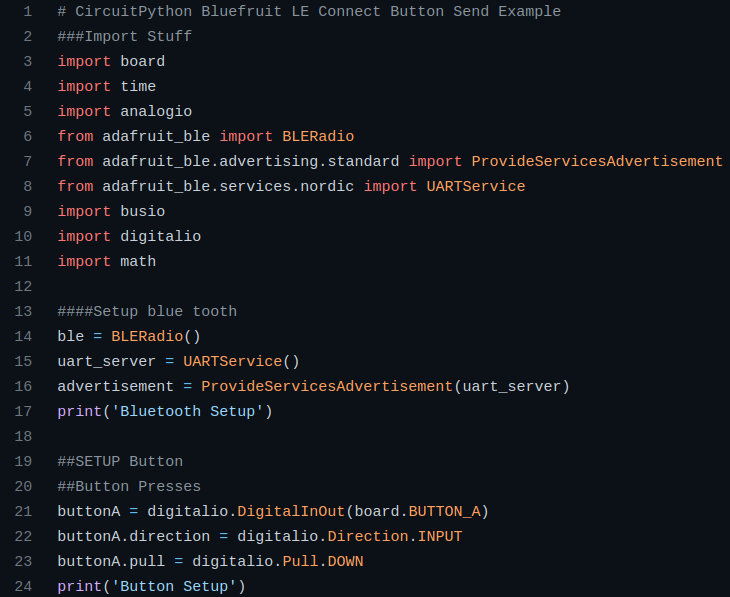 1 # CircuitPython Bluefruit LE Connect Button Send Example
2 ###Import Stuff
3 import board
4 import time
5 import analogio
6 from adafruit_ble import BLERadio
7 from adafruit_ble.advertising.standard import ProvideServicesAdvertisement
8 from adafruit_ble.services.nordic import UARTService
9 import busio
10 import digitalio
11 import math
12
13 ####Setup blue tooth
14 ble = BLERadio()
15 uart_server = UARTService()
16 advertisement = ProvideServicesAdvertisement(uart_server)
17 print('Bluetooth Setup')
18
19 ##SETUP Button
20 ##Button Presses
21 buttonA = digitalio.DigitalInOut(board.BUTTON_A)
22 buttonA.direction = digitalio.Direction.INPUT
23 buttonA.pull = digitalio.Pull.DOWN
24 print('Button Setup')